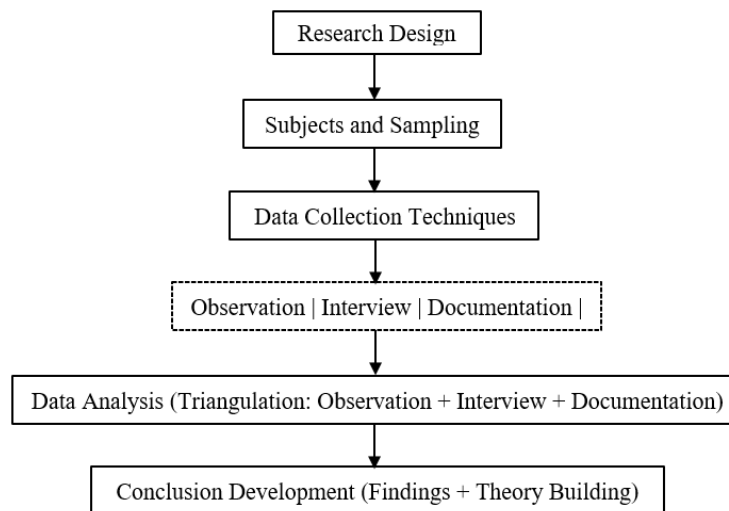 Research Design
Subjects and Sampling
Data Collection Techniques
Observation | Interview | Documentation |
Data Analysis (Triangulation: Observation + Interview + Documentation)
Conclusion Development (Findings + Theory Building)